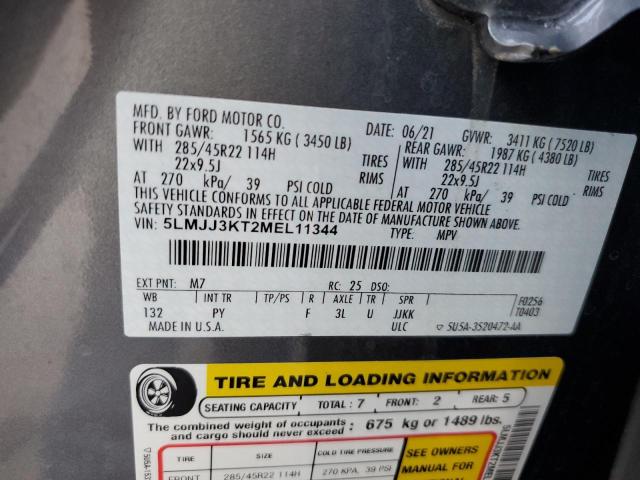 MFD. BY FORD MOTOR CO.
DATE: 06/21 GVWR: 3411 KG ( 7520 LB)
FRONT GAWR: 1565 KG ( 3450 LB) REAR GAWR: 1987 KG ( 4380 LB)
WITH 285/45R22 114H TIRES WITH 285/45R22 114H TIRES
22x9.5J RIMS 22x9.5J RIMS
AT 270 kPa/ 39 PSI COLD AT 270 kPa/ 39 PSI COLD
THIS VEHICLE CONFORMS TO ALL APPLICABLE FEDERAL MOTOR VEHICLE
SAFETY STANDARDS IN EFFECT ON THE DATE OF MANUFACTURE SHOWN ABOVE.
VIN: 5LMJJ3KT2MEL11344 TYPE: MPV
EXT PNT: M7 RC: 25 DSO:
WB INT TR TP/PS R AXLE TR SPR F0256
132 PY F 3L U JJKK T0403
MADE IN U.S.A. ULC 5U5A-3520472-AA
TIRE AND LOADING INFORMATION
SEATING CAPACITY TOTAL: 7 FRONT: 2 REAR: 5
The combined weight of occupants and cargo should never exceed: 675 kg or 1489 lbs.
TIRE SIZE COLD TIRE PRESSURE SEE OWNERS
FRONT 285/45R22 114H 270 KPA, 39 PSI MANUAL FOR